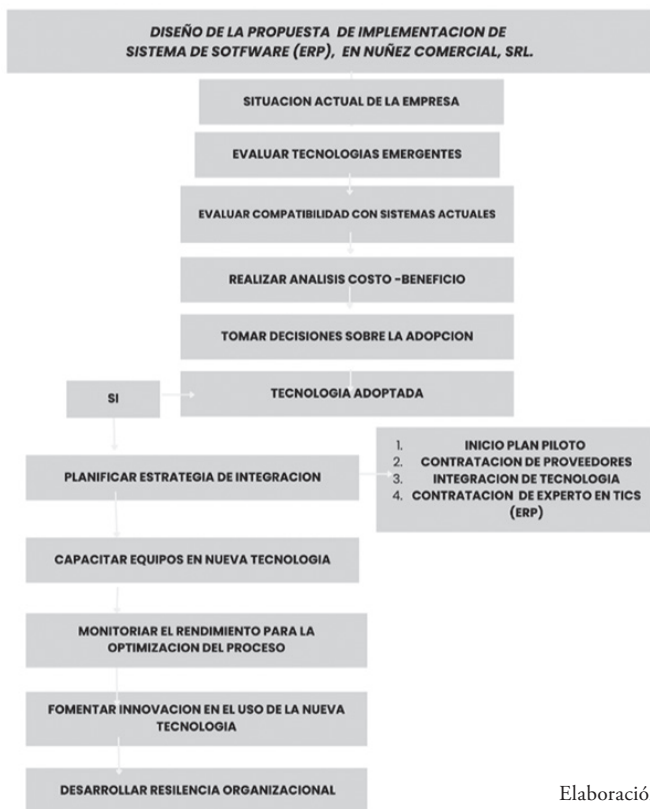 DISEÑO DE LA PROPUESTA DE IMPLEMENTACION DE
SISTEMA DE SOTFWARE (ERP), EN NUÑEZ COMERCIAL, SRL.
SITUACION ACTUAL DE LA EMPRESA
EVALUAR TECNOLOGIAS EMERGENTES
EVALUAR COMPATIBILIDAD CON SISTEMAS ACTUALES
REALIZAR ANALISIS COSTO -BENEFICIO
TOMAR DECISIONES SOBRE LA ADOPCION
SI
TECNOLOGIA ADOPTADA
PLANIFICAR ESTRATEGIA DE INTEGRACION
1. INICIO PLAN PILOTO
2. CONTRATACION DE PROVEEDORES
3. INTEGRACION DE TECNOLOGIA
4. CONTRATACION DE EXPERTO EN TICS
(ERP)
CAPACITAR EQUIPOS EN NUEVA TECNOLOGIA
MONITORIAR EL RENDIMIENTO PARA LA
OPTIMIZACION DEL PROCESO
FOMENTAR INNOVACION EN EL USO DE LA NUEVA
TECNOLOGIA
DESARROLLAR RESILENCIA ORGANIZACIONAL
Elaboració